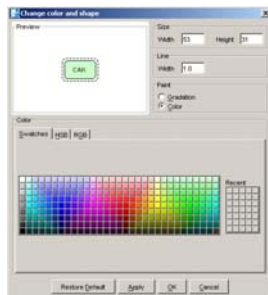 Change color and shape
Preview
CAR
Size
Width 63 Height 31
Line
Width 1.0
Paint
Gradation
Color
Color
Swatches HSB RGB
Recent
Restore Default Apply OK Cancel